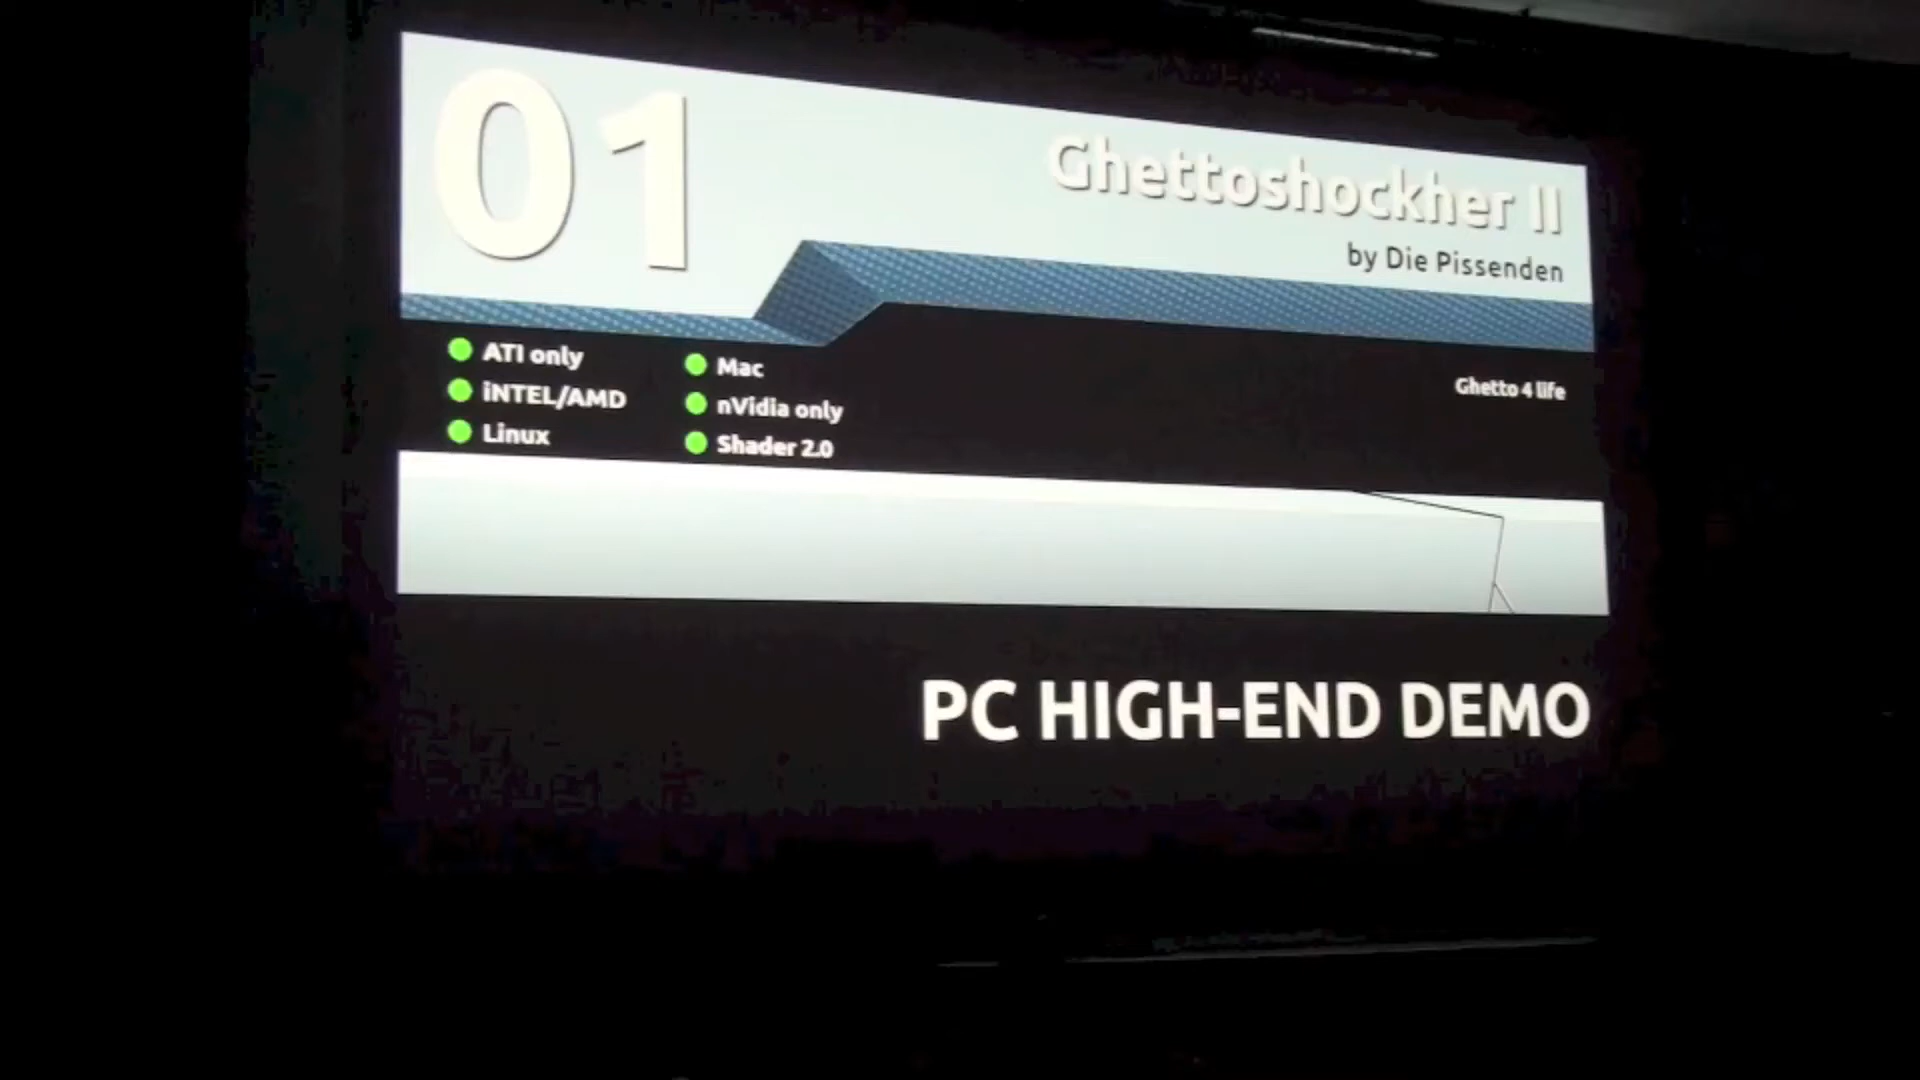 01
Ghettoshockher II
by Die Pissenden
ATI only
iNTEL/AMD
Linux
Mac
nVidia only
Shader 2.0
Ghetto 4 life
PC HIGH-END DEMO